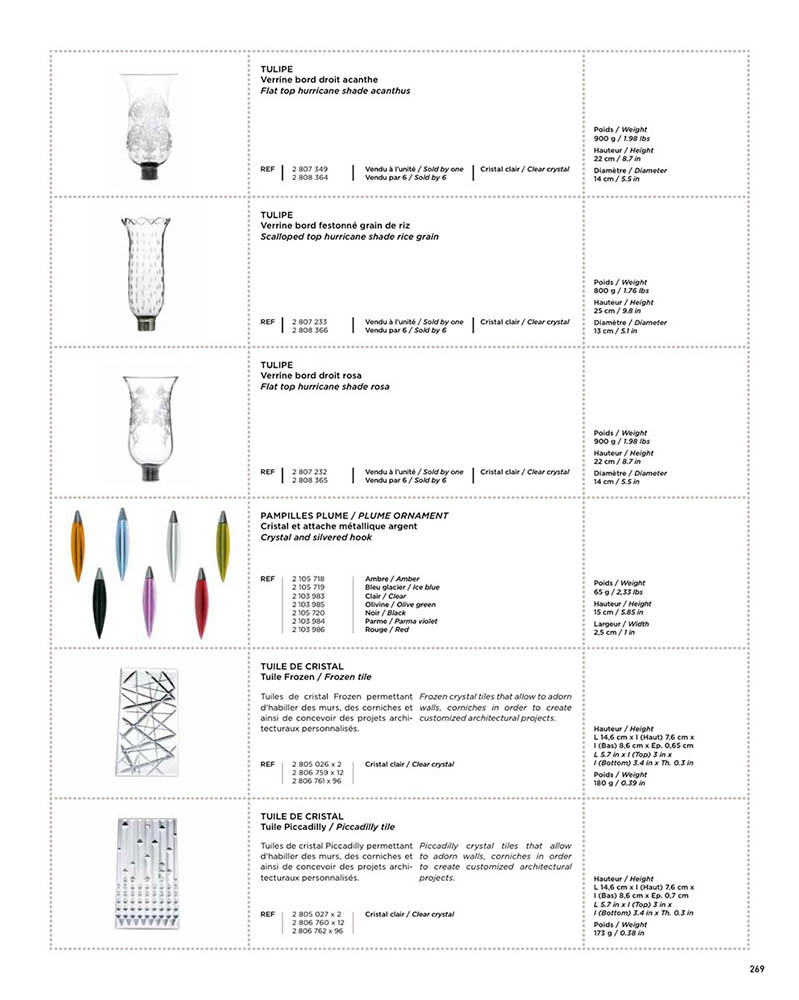 TULIPE
Verrine bord droit acanthe
Flat top hurricane shade acanthus
REF 2 807 349 Vendu à l'unité / Sold by one Cristal clair / Clear crystal
2 808 364 Vendu par 6 / Sold by 6
Poids / Weight
900 g / 1.98 lbs
Hauteur / Height
22 cm / 8.7 in
Diamètre / Diameter
14 cm / 5.5 in
TULIPE
Verrine bord festonné grain de riz
Scalloped top hurricane shade rice grain
REF 2 807 233 Vendu à l'unité / Sold by one Cristal clair / Clear crystal
2 808 366 Vendu par 6 / Sold by 6
Poids / Weight
800 g / 1.76 lbs
Hauteur / Height
25 cm / 9.8 in
Diamètre / Diameter
13 cm / 5.1 in
TULIPE
Verrine bord droit rosa
Flat top hurricane shade rosa
REF 2 807 232 Vendu à l'unité / Sold by one Cristal clair / Clear crystal
2 808 365 Vendu par 6 / Sold by 6
Poids / Weight
900 g / 1.98 lbs
Hauteur / Height
22 cm / 8.7 in
Diamètre / Diameter
14 cm / 5.5 in
PAMPILLES PLUME / PLUME ORNAMENT
Cristal et attache métallique argent
Crystal and silvered hook
REF 2 105 718 Ambre / Amber
2 105 719 Bleu glacier / Ice blue
2 103 983 Clair / Clear
2 103 985 Olivine / Olive green
2 105 720 Noir / Black
2 103 984 Parme / Parma violet
2 103 986 Rouge / Red
Poids / Weight
65 g / 2,33 lbs
Hauteur / Height
15 cm / 5.85 in
Largeur / Width
2,5 cm / 1 in
TUILE DE CRISTAL
Tuile Frozen / Frozen tile
Tuiles de cristal Frozen permettant
d'habiller des murs, des corniches et
ainsi de concevoir des projets archi-
tecturaux personnalisés.
Frozen crystal tiles that allow to adorn
walls, corniches in order to create
customized architectural projects.
REF 2 805 026 x 2 Cristal clair / Clear crystal
2 806 759 x 12
2 806 761 x 96
Hauteur / Height
L 14,6 cm x l (Haut) 7,6 cm x
l (Bas) 8,6 cm x Ep. 0,65 cm
L 5.7 in x l (Top) 3 in x
l (Bottom) 3.4 in x Th. 0.3 in
Poids / Weight
180 g / 0.39 in
TUILE DE CRISTAL
Tuile Piccadilly / Piccadilly tile
Tuiles de cristal Piccadilly permettant
d'habiller des murs, des corniches et
ainsi de concevoir des projets archi-
tecturaux personnalisés.
Piccadilly crystal tiles that allow
to adorn walls, corniches in order
to create customized architectural
projects.
REF 2 805 027 x 2 Cristal clair / Clear crystal
2 806 760 x 12
2 806 762 x 96
Hauteur / Height
L 14,6 cm x l (Haut) 7,6 cm x
l (Bas) 8,6 cm x Ep. 0,7 cm
L 5.7 in x l (Top) 3 in x
l (Bottom) 3.4 in x Th. 0.3 in
Poids / Weight
173 g / 0.38 in
269